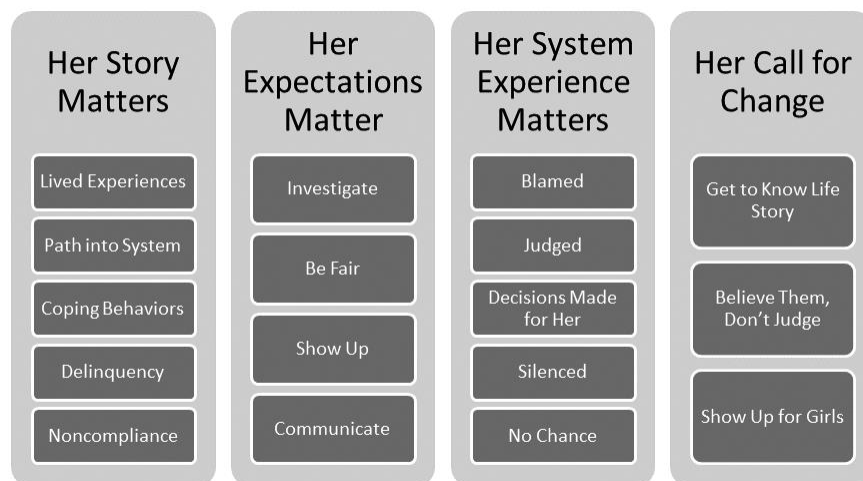 Her Story
Matters
Lived Experiences
Path into System
Coping Behaviors
Delinquency
Noncompliance
Her
Expectations
Matter
Investigate
Be Fair
Show Up
Communicate
Her System
Experience
Matters
Blamed
Judged
Decisions Made
for Her
Silenced
No Chance
Her Call for
Change
Get to Know Life
Story
Believe Them,
Don’t Judge
Show Up for Girls